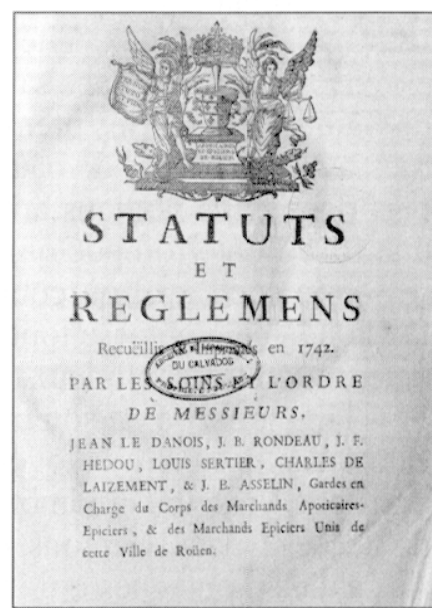 STATUTS
ET
REGLEMENS
Recueillis & Imprimés en 1742.
DU CALVADOS
PAR LES SOINS ET L'ORDRE
DE MESSIEURS,
JEAN LE DANOIS, J. B. RONDEAU, J. F.
HEDOU, LOUIS SERTIER, CHARLES DE
LAIZEMENT, & J. B. ASSELIN, Gardes en
Charge du Corps des Marchands Apoticaires-
Epiciers, & des Marchands Epiciers Unis de
cette Ville de Roüen.